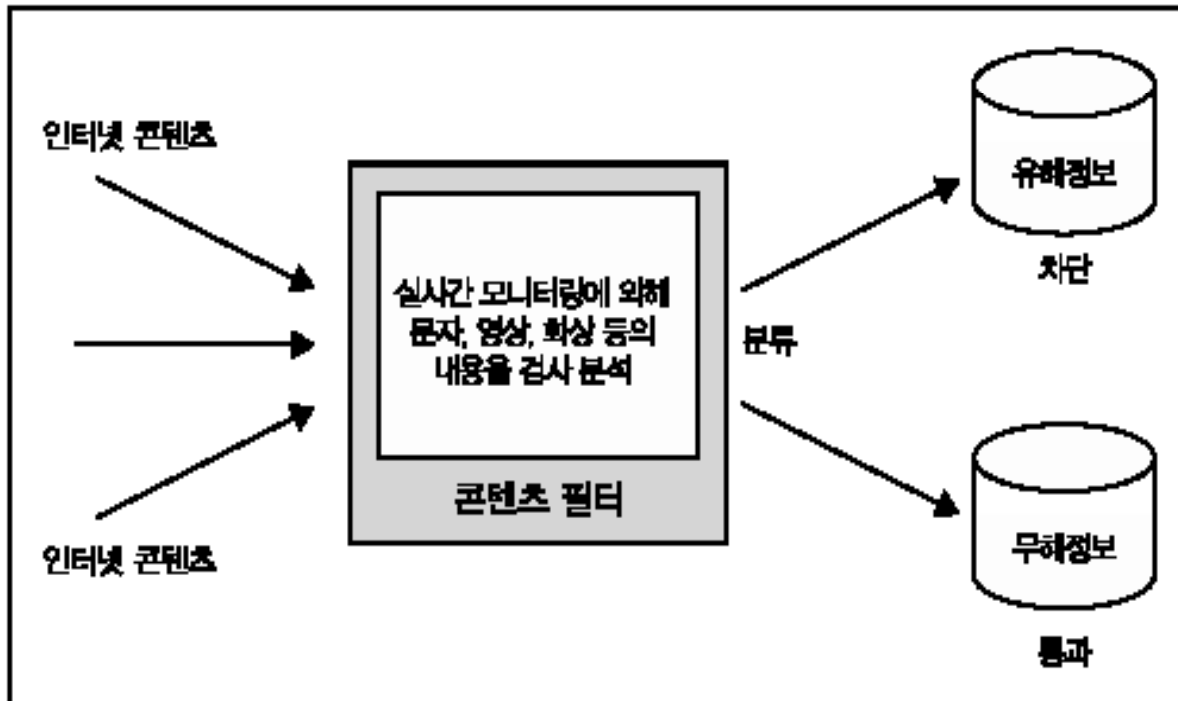 인터넷 콘텐츠
유해정보
차단
실시간 모니터링에 의해
문자, 영상, 화상 등의
내용을 검사 분석
분류
콘텐츠 필터
인터넷 콘텐츠
무해정보
통과